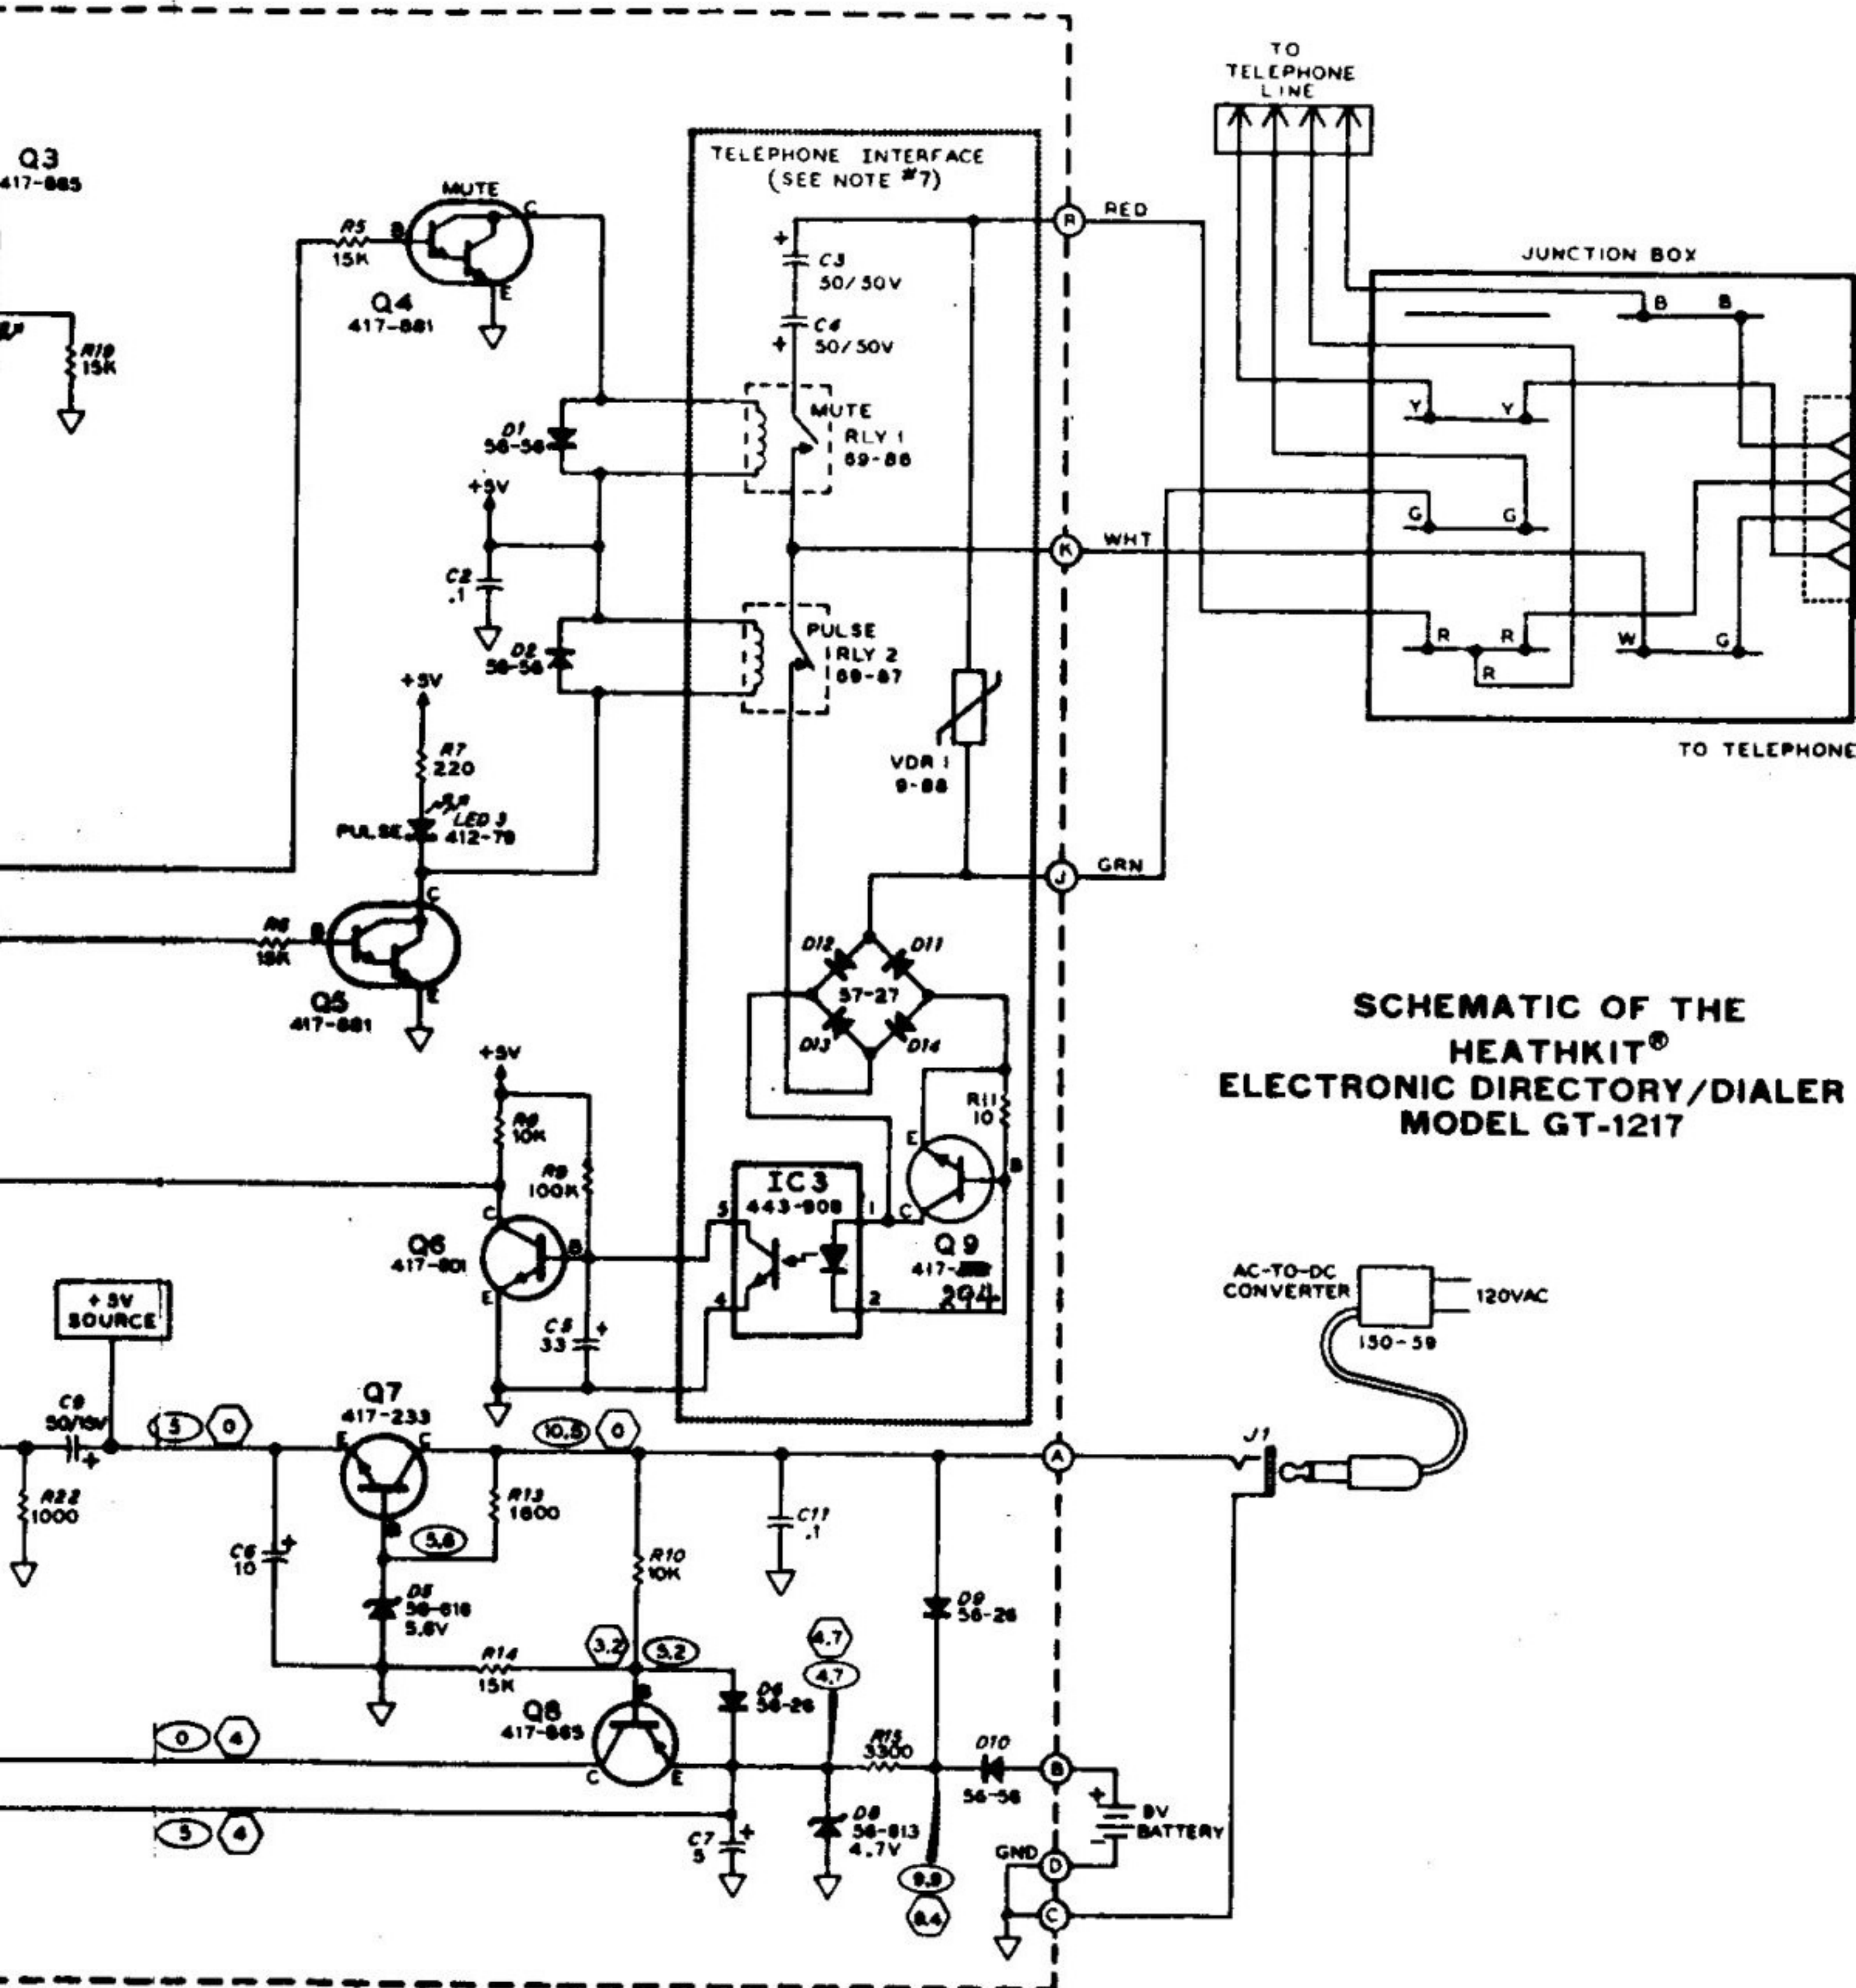 TO
TELEPHONE
LINE
Q3
417-865
MUTE
C
B
R5
15K
E
Q4
417-881
R19
15K
TELEPHONE INTERFACE
(SEE NOTE #7)
+
C3
50/50V
C4
+
50/50V
R
RED
JUNCTION BOX
B
B
MUTE
RLY 1
69-86
D1
56-56
+5V
C2
.1
K
WHT
Y
Y
G
G
R
R
R
W
G
TO TELEPHONE
D2
56-56
PULSE
RLY 2
69-87
+5V
R7
220
PULSE
LED 3
412-79
VDR 1
9-88
J
GRN
R6
15K
B
C
E
Q5
417-881
D12
D11
57-27
D13
D14
SCHEMATIC OF THE
HEATHKIT®
ELECTRONIC DIRECTORY/DIALER
MODEL GT-1217
+5V
R8
10K
R9
100K
R11
10
E
B
C
IC3
443-908
5
1
4
2
C
B
E
Q6
417-801
Q9
417-
294
C5
33
+
+5V
SOURCE
AC-TO-DC
CONVERTER
120VAC
150-59
J1
C9
50/15V
+
5
0
Q7
417-233
E
C
B
10.5
0
A
R22
1000
R13
1800
5.6
C6
10
+
D5
56-616
5.6V
R10
10K
C11
.1
D9
56-26
R14
15K
3.2
5.2
4.7
4.7
D6
56-26
Q8
417-865
B
C
E
0
4
R15
3300
D10
56-56
B
+
9V
BATTERY
-
5
4
C7
5
+
D8
56-613
4.7V
GND
D
9.9
8.4
C